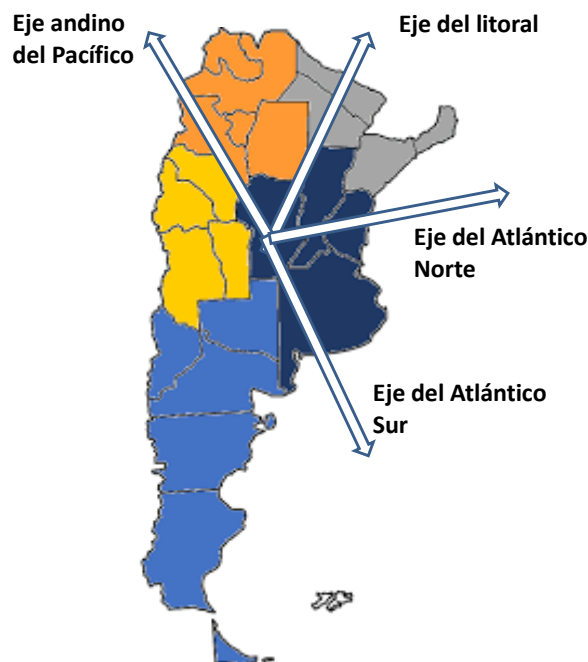 Eje andino
del Pacífico
Eje del litoral
Eje del Atlántico
Norte
Eje del Atlántico
Sur